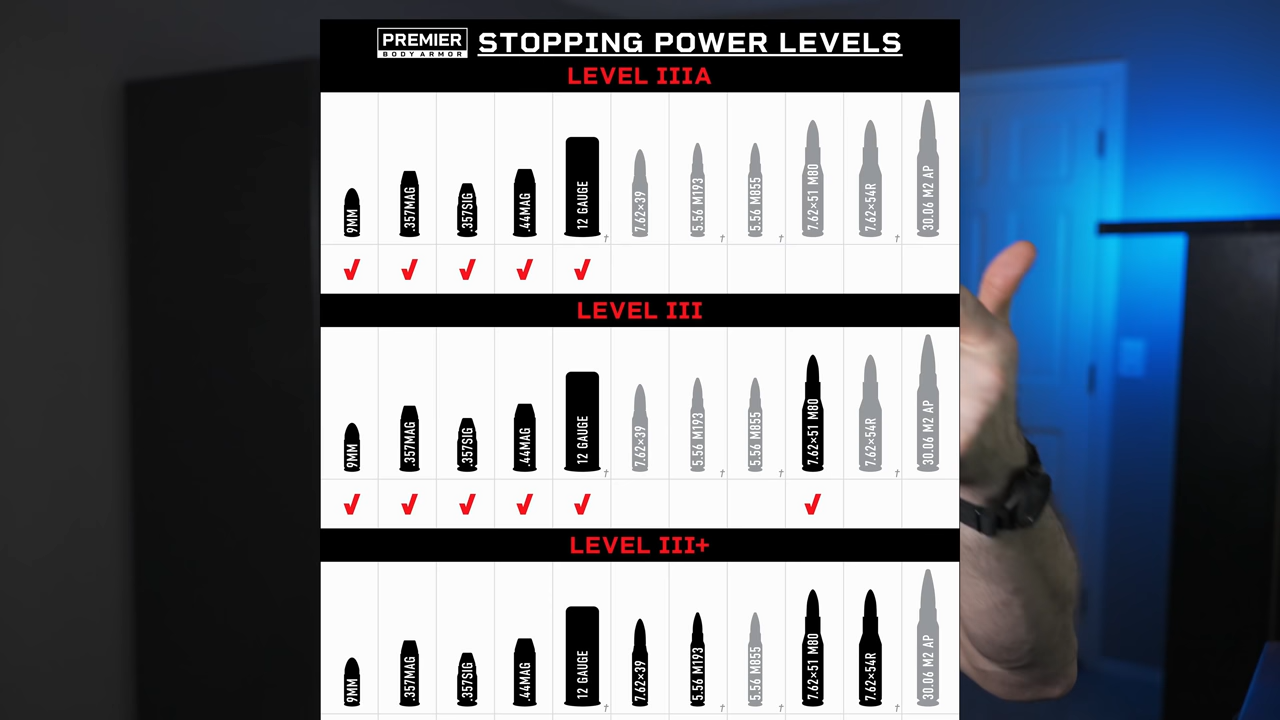 PREMIER
BODY ARMOR
STOPPING POWER LEVELS
LEVEL IIIA
9MM
.357MAG
.357SIG
.44MAG
12 GAUGE
†
7.62×39
5.56 M193
†
5.56 M855
†
7.62×51 M80
7.62×54R
†
30.06 M2 AP
LEVEL III
9MM
.357MAG
.357SIG
.44MAG
12 GAUGE
†
7.62×39
5.56 M193
†
5.56 M855
†
7.62×51 M80
7.62×54R
†
30.06 M2 AP
LEVEL III+
9MM
.357MAG
.357SIG
.44MAG
12 GAUGE
†
7.62×39
5.56 M193
†
5.56 M855
†
7.62×51 M80
7.62×54R
†
30.06 M2 AP